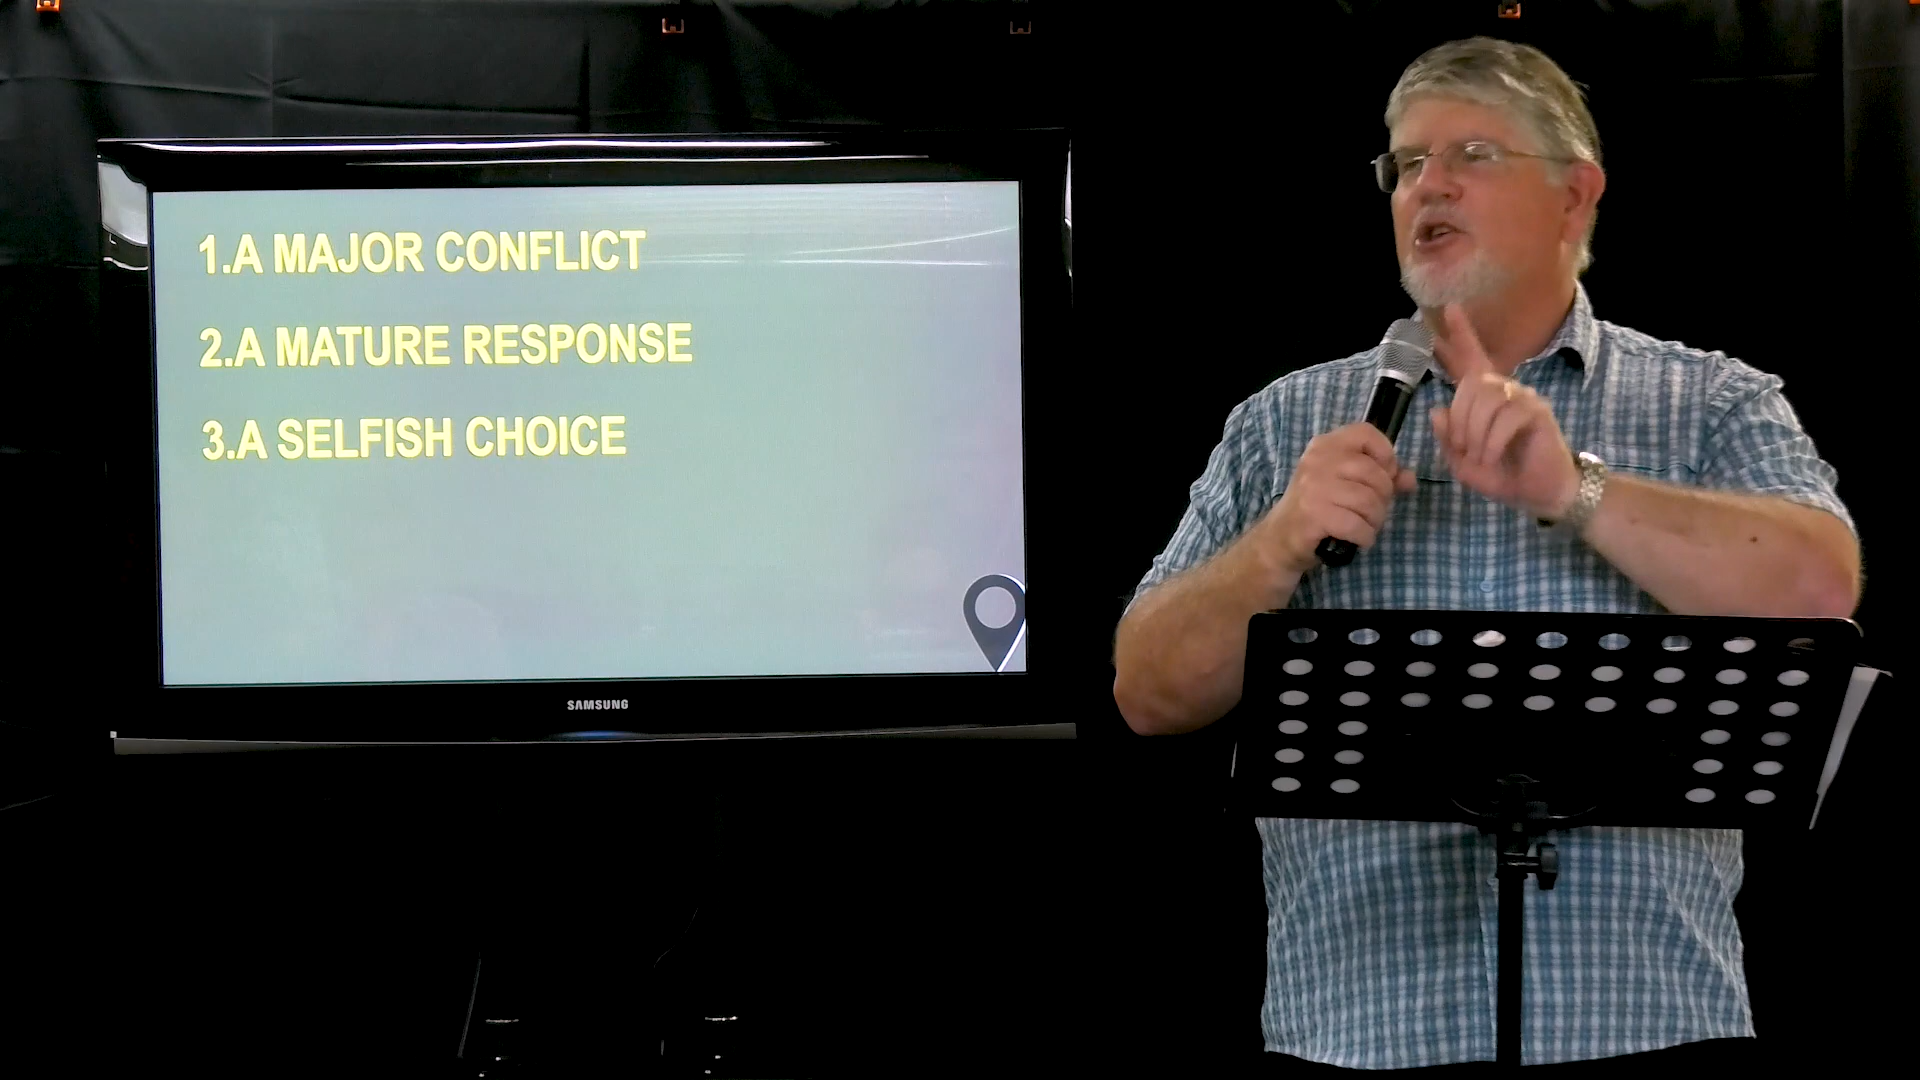 1.A MAJOR CONFLICT
2.A MATURE RESPONSE
3.A SELFISH CHOICE
SAMSUNG